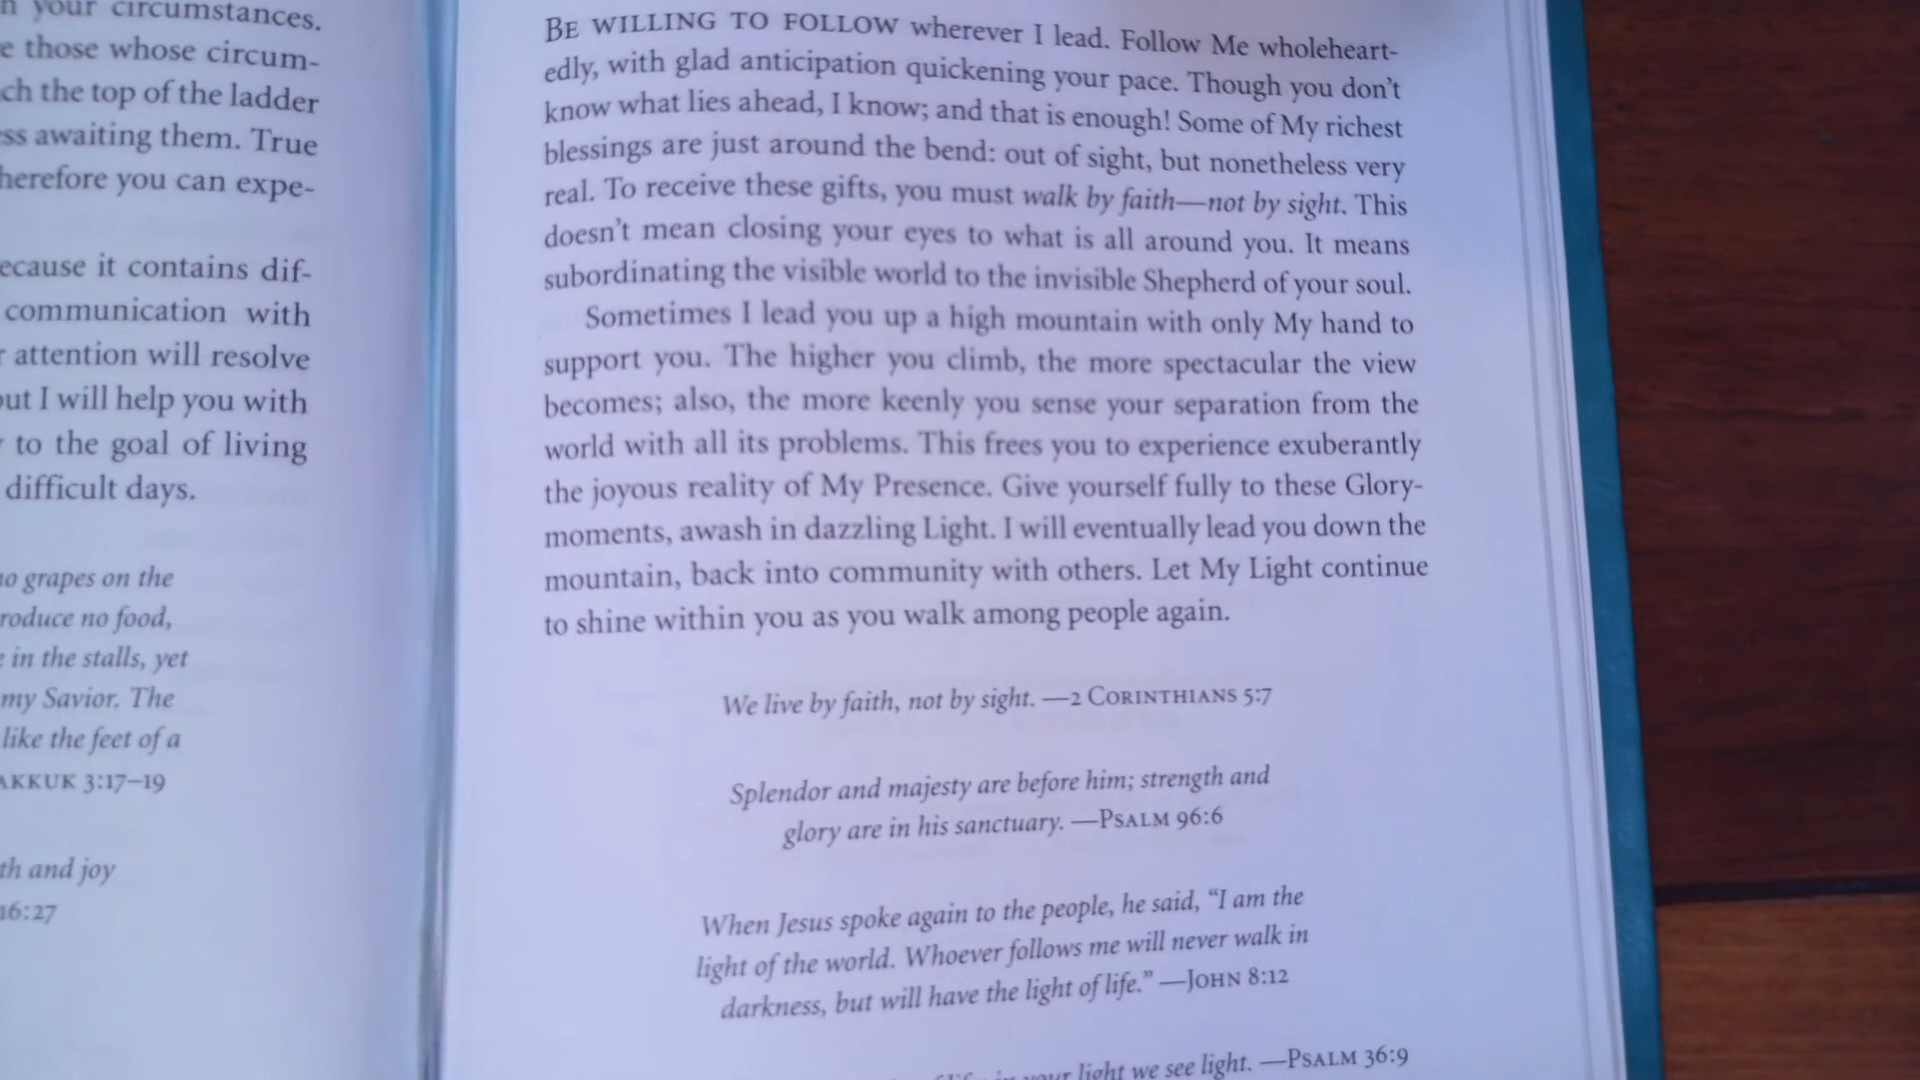 n your circumstances.
e those whose circum-
ch the top of the ladder
ss awaiting them. True
herefore you can expe-
ecause it contains dif-
communication with
r attention will resolve
out I will help you with
to the goal of living
difficult days.
no grapes on the
roduce no food,
e in the stalls, yet
my Savior. The
like the feet of a
AKKUK 3:17–19
th and joy
16:27
BE WILLING TO FOLLOW wherever I lead. Follow Me wholeheart-
edly, with glad anticipation quickening your pace. Though you don't
know what lies ahead, I know; and that is enough! Some of My richest
blessings are just around the bend: out of sight, but nonetheless very
real. To receive these gifts, you must walk by faith—not by sight. This
doesn't mean closing your eyes to what is all around you. It means
subordinating the visible world to the invisible Shepherd of your soul.
Sometimes I lead you up a high mountain with only My hand to
support you. The higher you climb, the more spectacular the view
becomes; also, the more keenly you sense your separation from the
world with all its problems. This frees you to experience exuberantly
the joyous reality of My Presence. Give yourself fully to these Glory-
moments, awash in dazzling Light. I will eventually lead you down the
mountain, back into community with others. Let My Light continue
to shine within you as you walk among people again.
We live by faith, not by sight. —2 CORINTHIANS 5:7
Splendor and majesty are before him; strength and
glory are in his sanctuary. —PSALM 96:6
When Jesus spoke again to the people, he said, “I am the
light of the world. Whoever follows me will never walk in
darkness, but will have the light of life.” —JOHN 8:12
your light we see light. —PSALM 36:9